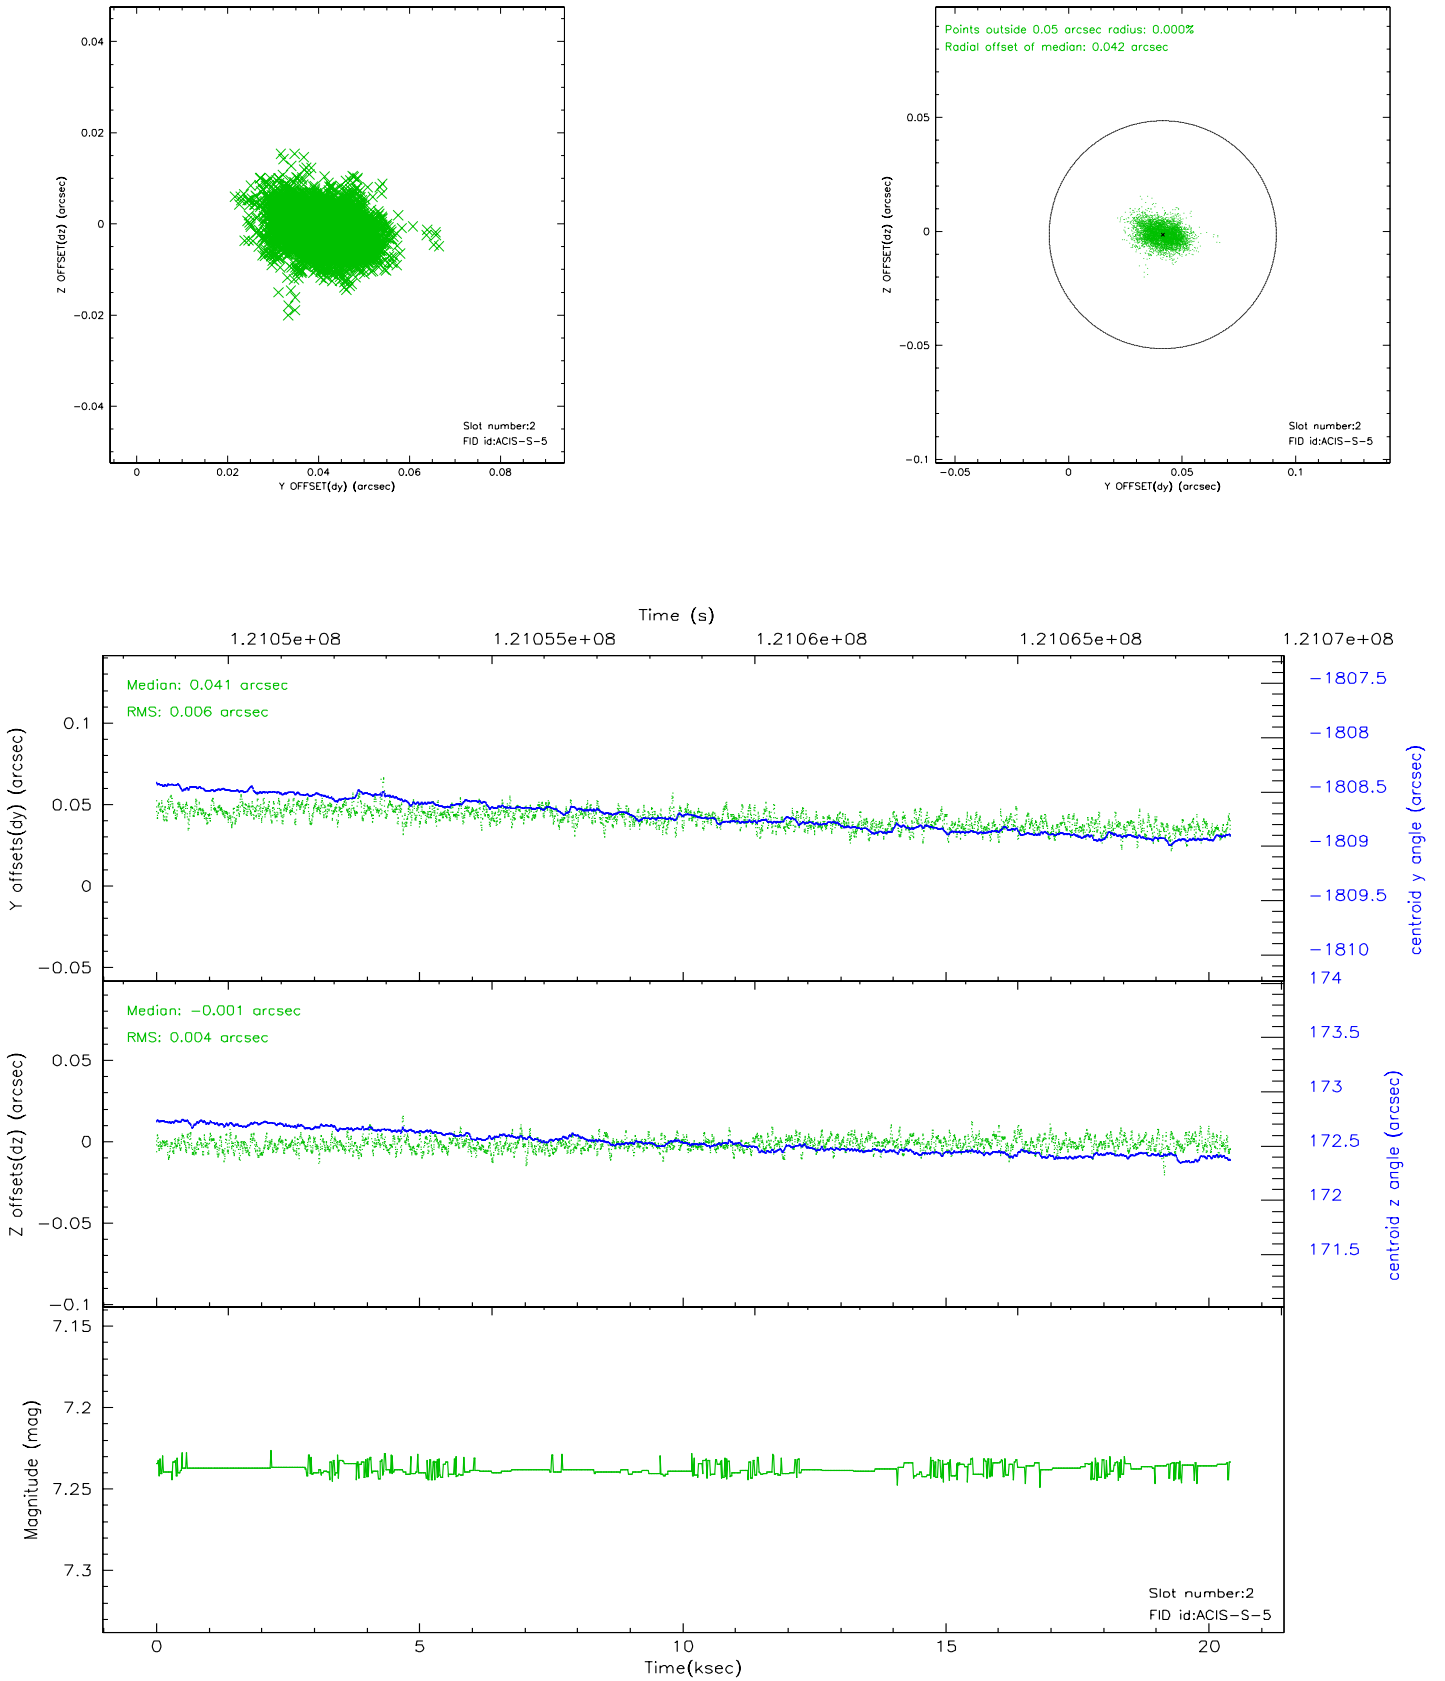 0.04
0.02
0
-0.02
-0.04
Z OFFSET(dz) (arcsec)
Slot number:2
FID id:ACIS-S-5
0 0.02 0.04 0.06 0.08
Y OFFSET(dy) (arcsec)
Points outside 0.05 arcsec radius: 0.000%
Radial offset of median: 0.042 arcsec
0.05
0
-0.05
-0.1
Z OFFSET(dz) (arcsec)
Slot number:2
FID id:ACIS-S-5
-0.05 0 0.05 0.1
Y OFFSET(dy) (arcsec)
Time (s)
1.2105e+08 1.21055e+08 1.2106e+08 1.21065e+08 1.2107e+08
Median: 0.041 arcsec
RMS: 0.006 arcsec
0.1
0.05
0
-0.05
Y offsets(dy) (arcsec)
-1807.5
-1808
-1808.5
-1809
-1809.5
-1810
centroid y angle (arcsec)
Median: -0.001 arcsec
RMS: 0.004 arcsec
0.05
0
-0.05
-0.1
Z offsets(dz) (arcsec)
174
173.5
173
172.5
172
171.5
centroid z angle (arcsec)
7.15
7.2
7.25
7.3
Magnitude (mag)
Slot number:2
FID id:ACIS-S-5
0 5 10 15 20
Time(ksec)